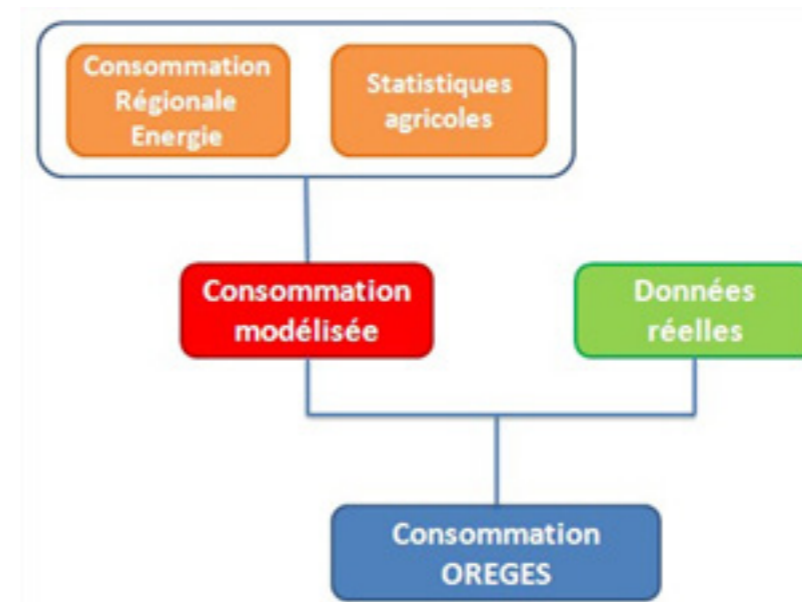 Consommation
Régionale
Energie
Statistiques
agricoles
Consommation
modélisée
Données
réelles
Consommation
OREGES